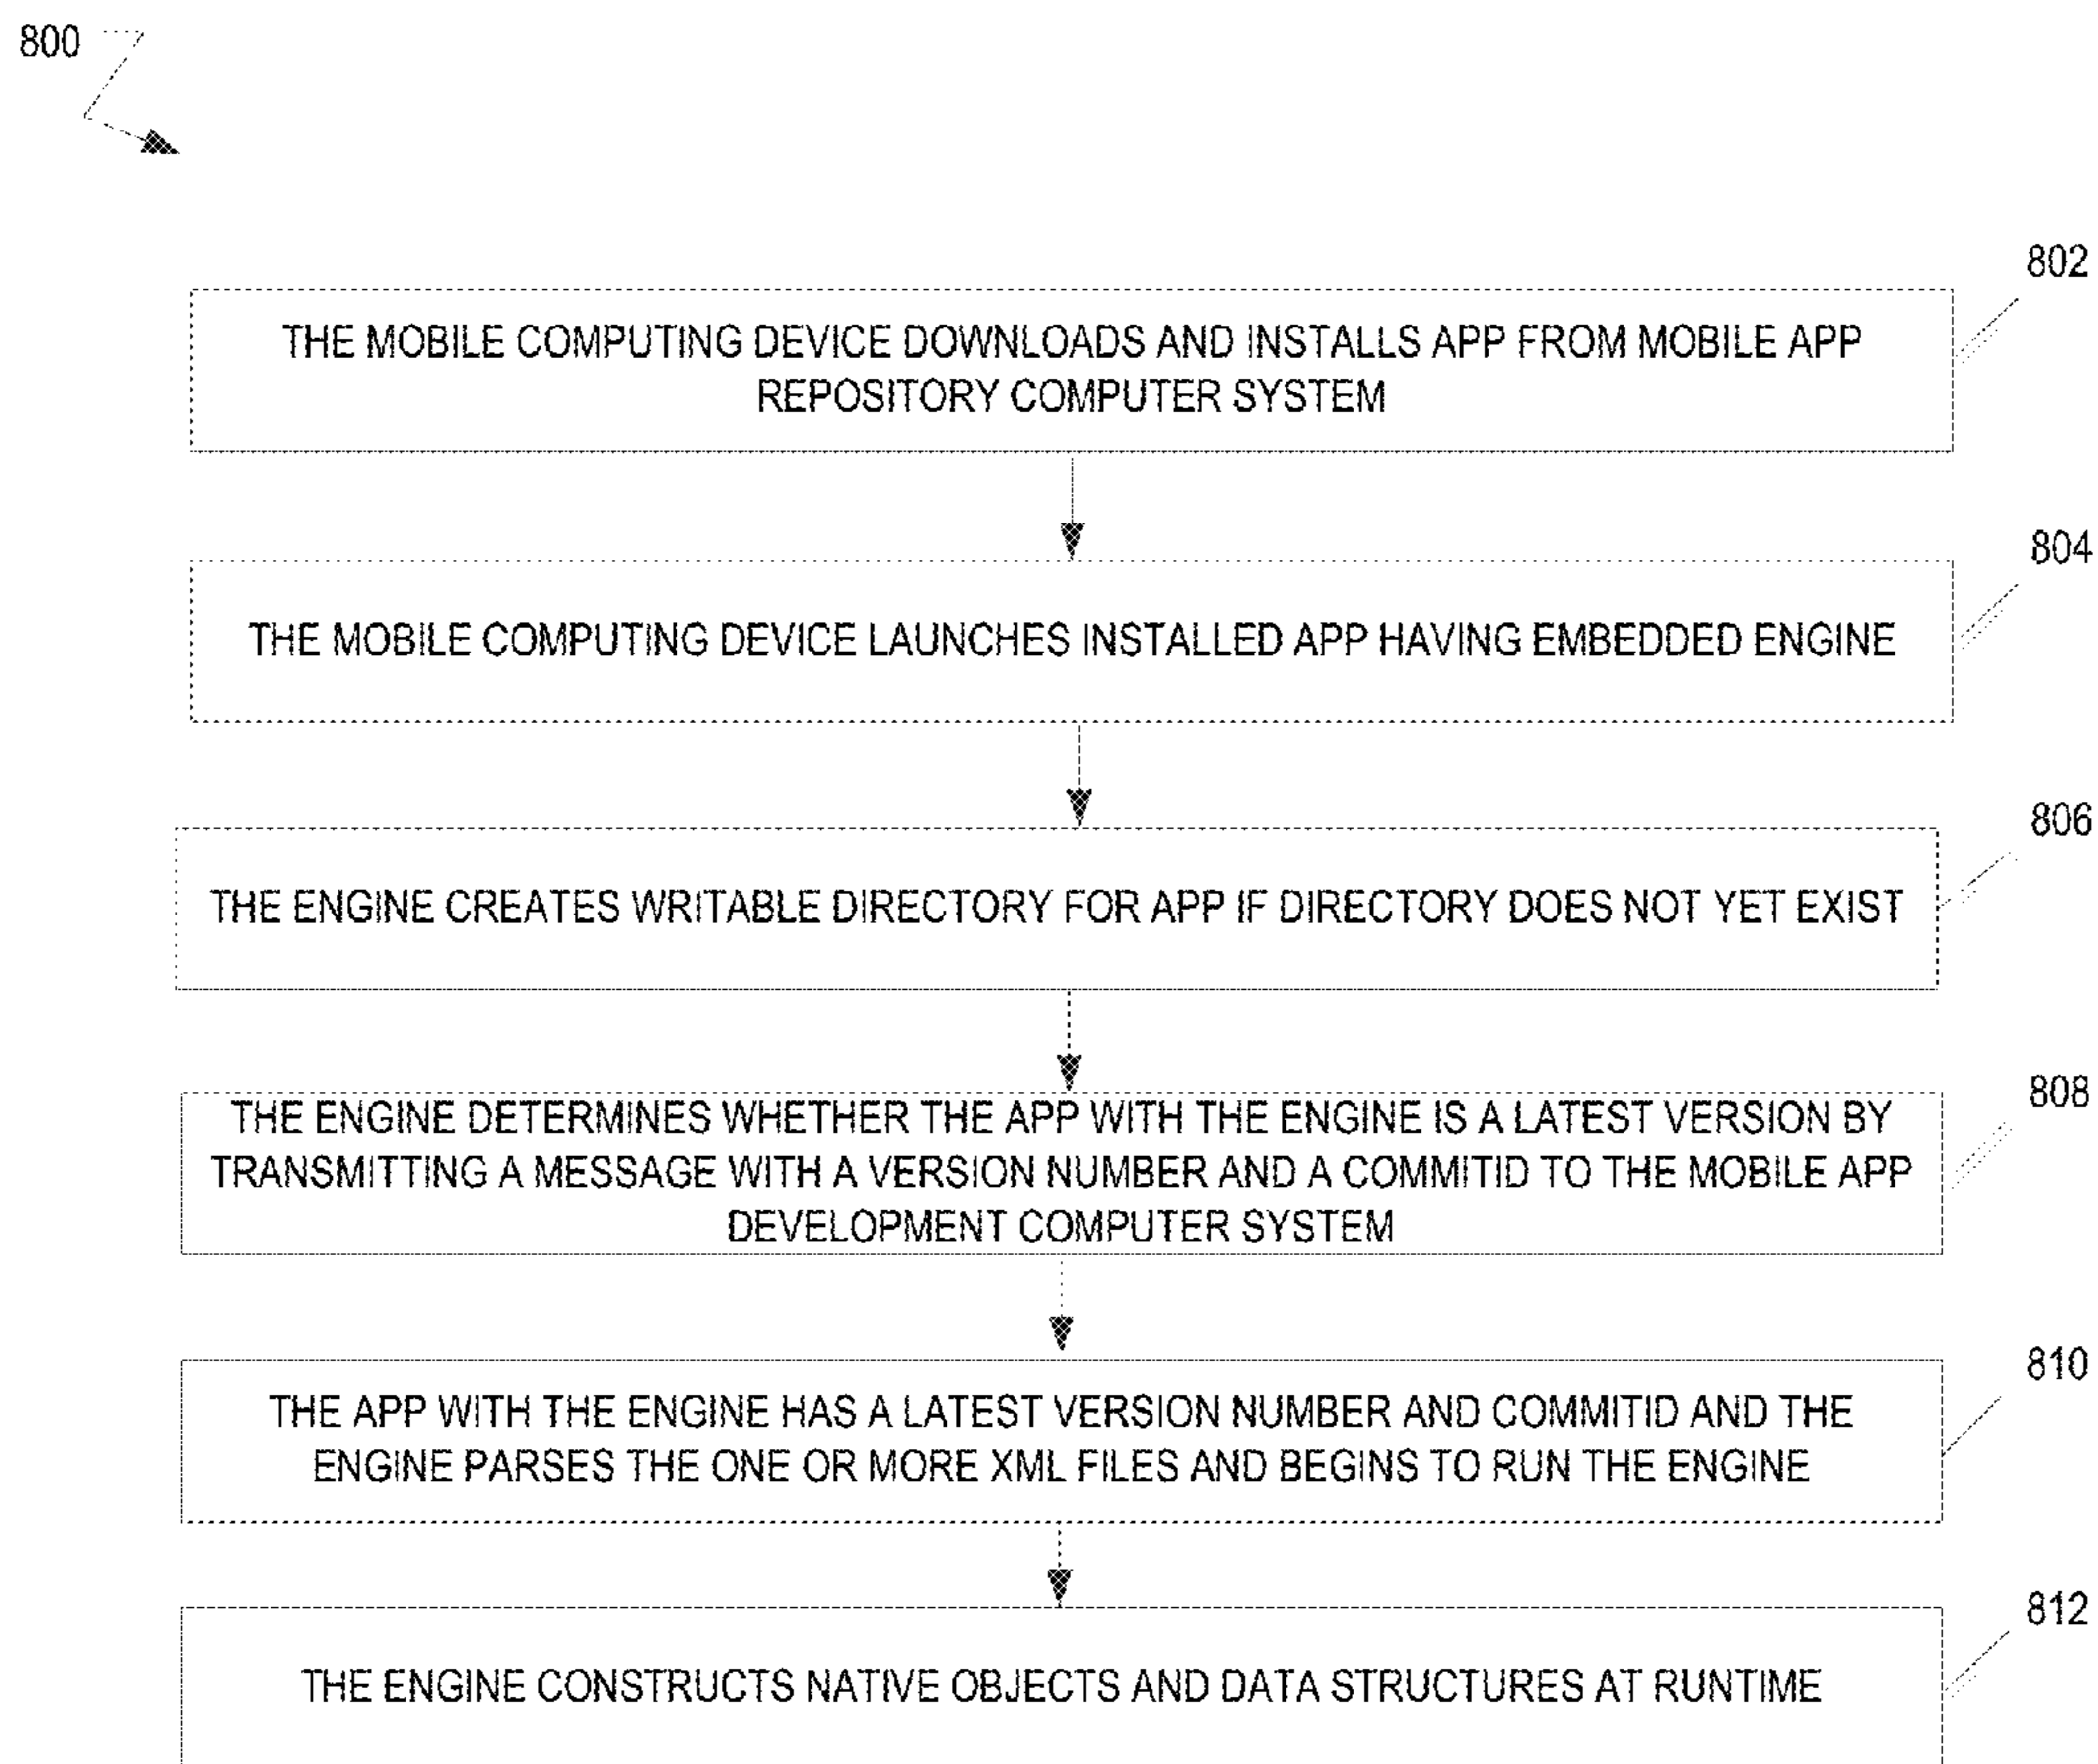 800
802
THE MOBILE COMPUTING DEVICE DOWNLOADS AND INSTALLS APP FROM MOBILE APP
REPOSITORY COMPUTER SYSTEM
804
THE MOBILE COMPUTING DEVICE LAUNCHES INSTALLED APP HAVING EMBEDDED ENGINE
806
THE ENGINE CREATES WRITABLE DIRECTORY FOR APP IF DIRECTORY DOES NOT YET EXIST
808
THE ENGINE DETERMINES WHETHER THE APP WITH THE ENGINE IS A LATEST VERSION BY
TRANSMITTING A MESSAGE WITH A VERSION NUMBER AND A COMMITID TO THE MOBILE APP
DEVELOPMENT COMPUTER SYSTEM
810
THE APP WITH THE ENGINE HAS A LATEST VERSION NUMBER AND COMMITID AND THE
ENGINE PARSES THE ONE OR MORE XML FILES AND BEGINS TO RUN THE ENGINE
812
THE ENGINE CONSTRUCTS NATIVE OBJECTS AND DATA STRUCTURES AT RUNTIME